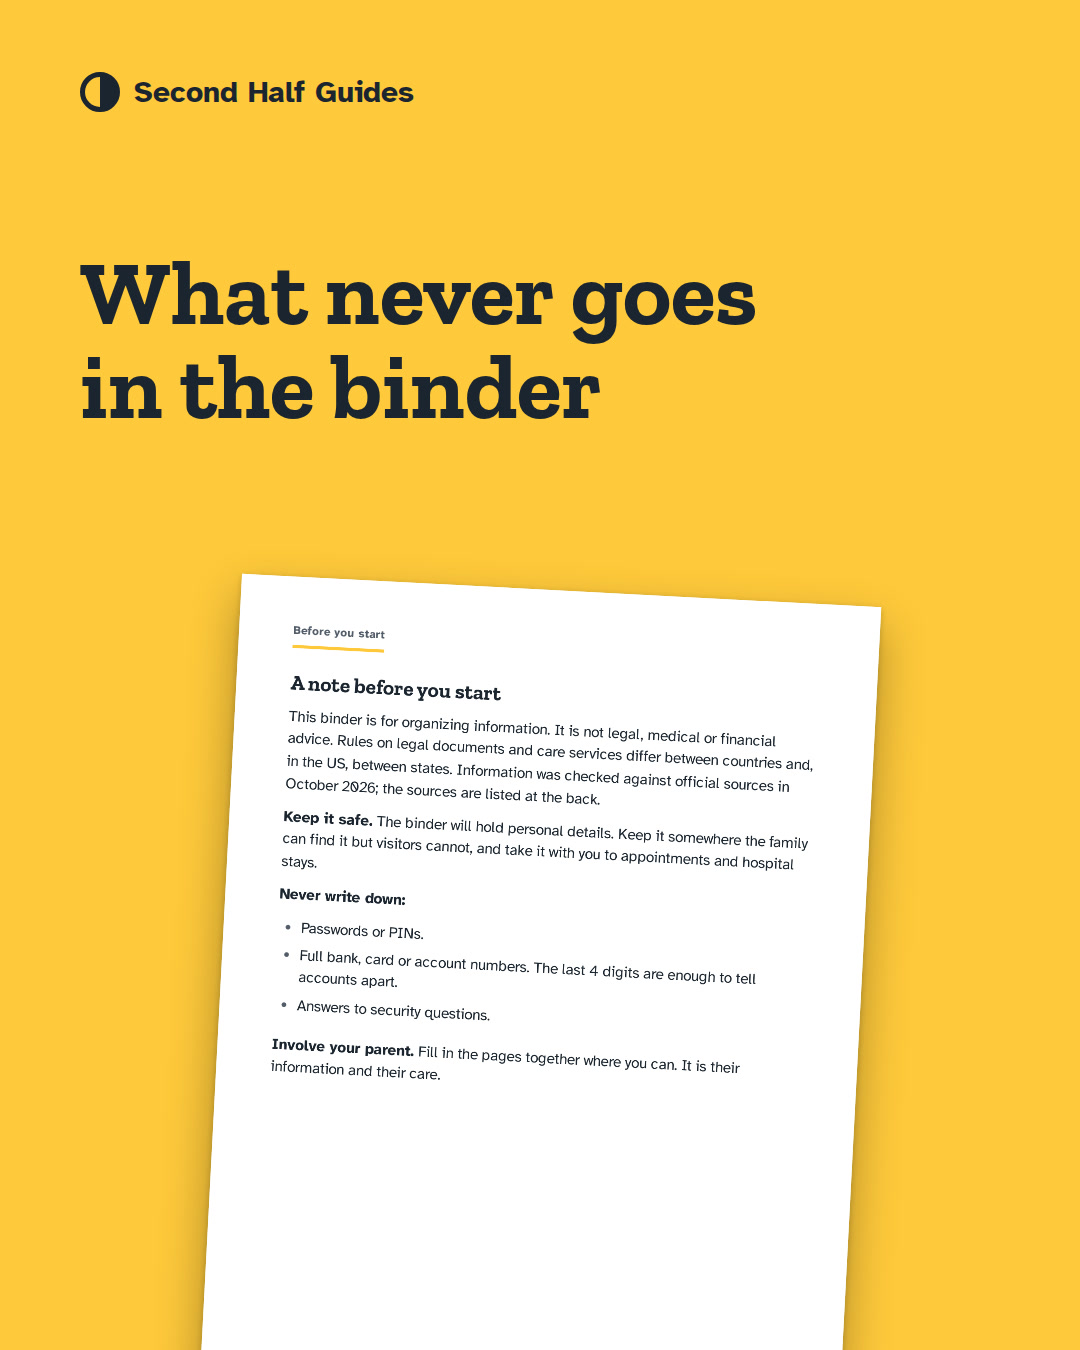 Second Half Guides
What never goes
in the binder
Before you start
A note before you start
This binder is for organizing information. It is not legal, medical or financial
advice. Rules on legal documents and care services differ between countries and,
in the US, between states. Information was checked against official sources in
October 2026; the sources are listed at the back.
Keep it safe. The binder will hold personal details. Keep it somewhere the family
can find it but visitors cannot, and take it with you to appointments and hospital
stays.
Never write down:
• Passwords or PINs.
• Full bank, card or account numbers. The last 4 digits are enough to tell
accounts apart.
• Answers to security questions.
Involve your parent. Fill in the pages together where you can. It is their
information and their care.